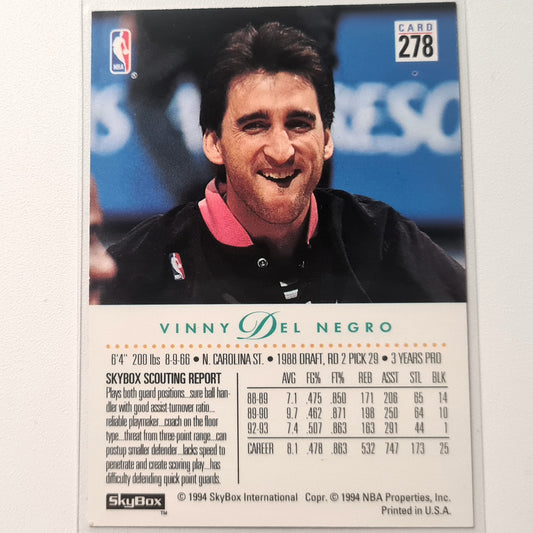 NBA
CARD
278
RESO
VINNY DEL NEGRO
6'4" 200 lbs 8-9-66 • N. CAROLINA ST. • 1988 DRAFT, RD 2 PICK 29 • 3 YEARS PRO
SKYBOX SCOUTING REPORT
Plays both guard positions...sure ball han-
dler with good assist-turnover ratio...
reliable playmaker...coach on the floor
type...threat from three-point range...can
postup smaller defender...lacks speed to
penetrate and create scoring play...has
difficulty defending quick point guards.
AVG FG% FT% REB ASST STL BLK
88-89 7.1 .475 .850 171 206 65 14
89-90 9.7 .462 .871 198 250 64 10
92-93 7.4 .507 .863 163 291 44 1
CAREER 8.1 .478 .863 532 747 173 25
SkyBox TM
© 1994 SkyBox International Copr. © 1994 NBA Properties, Inc.
Printed in U.S.A.